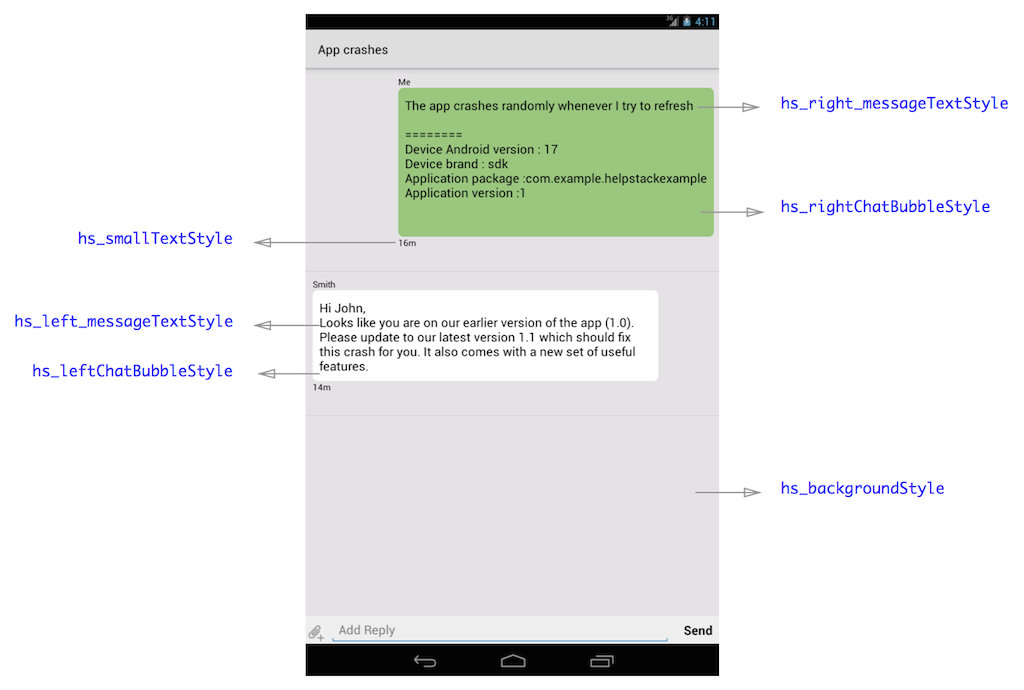 3G 4:11
App crashes
Me
The app crashes randomly whenever I try to refresh
hs_right_messageTextStyle
========
Device Android version : 17
Device brand : sdk
Application package :com.example.helpstackexample
Application version :1
hs_rightChatBubbleStyle
hs_smallTextStyle
16m
Smith
Hi John,
Looks like you are on our earlier version of the app (1.0).
Please update to our latest version 1.1 which should fix
this crash for you. It also comes with a new set of useful
features.
hs_left_messageTextStyle
hs_leftChatBubbleStyle
14m
hs_backgroundStyle
Add Reply
Send